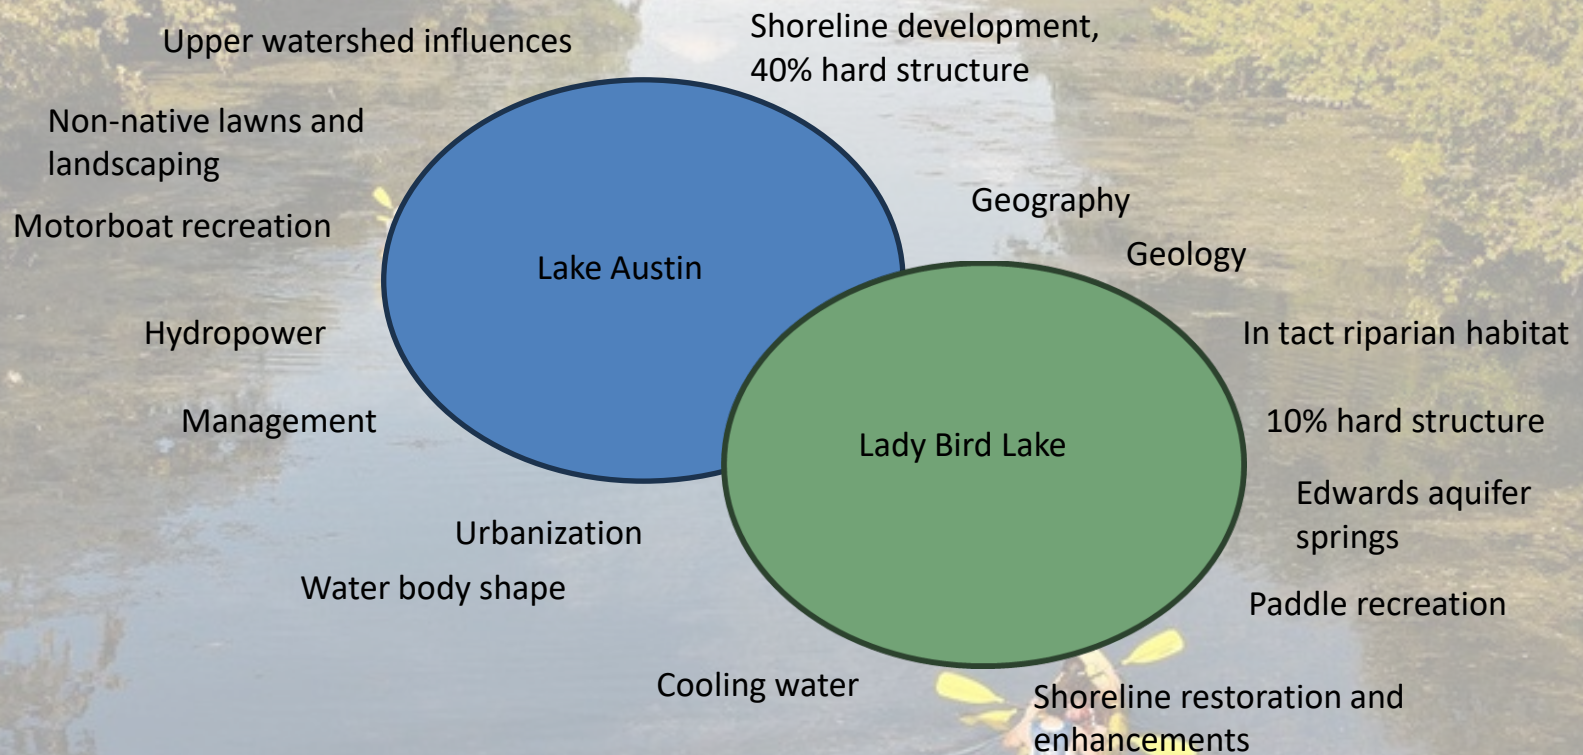 Upper watershed influences
Shoreline development,
40% hard structure
Non-native lawns and
landscaping
Motorboat recreation
Geography
Geology
Lake Austin
Hydropower
In tact riparian habitat
Management
10% hard structure
Lady Bird Lake
Edwards aquifer
springs
Urbanization
Water body shape
Paddle recreation
Cooling water
Shoreline restoration and
enhancements